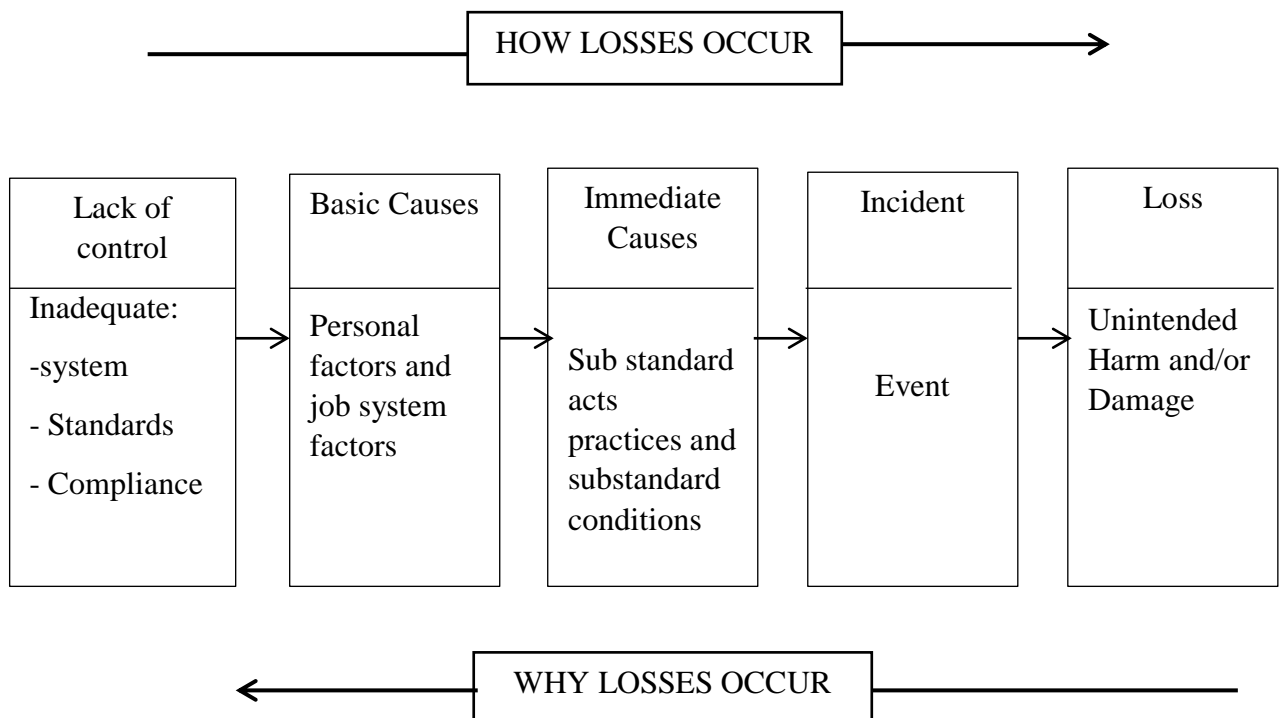 HOW LOSSES OCCUR
Lack of
control
Inadequate:
-system
- Standards
- Compliance
Basic Causes
Personal
factors and
job system
factors
Immediate
Causes
Sub standard
acts
practices and
substandard
conditions
Incident
Event
Loss
Unintended
Harm and/or
Damage
WHY LOSSES OCCUR